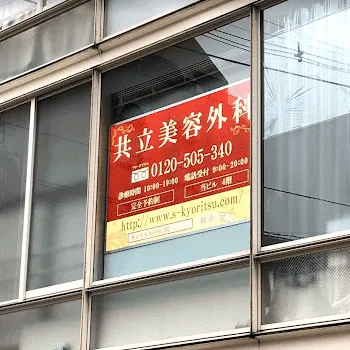 共立美容外科
0120-505-340
診療時間 10:00-19:00 電話受付 9:00-20:00
完全予約制 当ビル 4階
http://www.s-kyoritsu.com/
検索